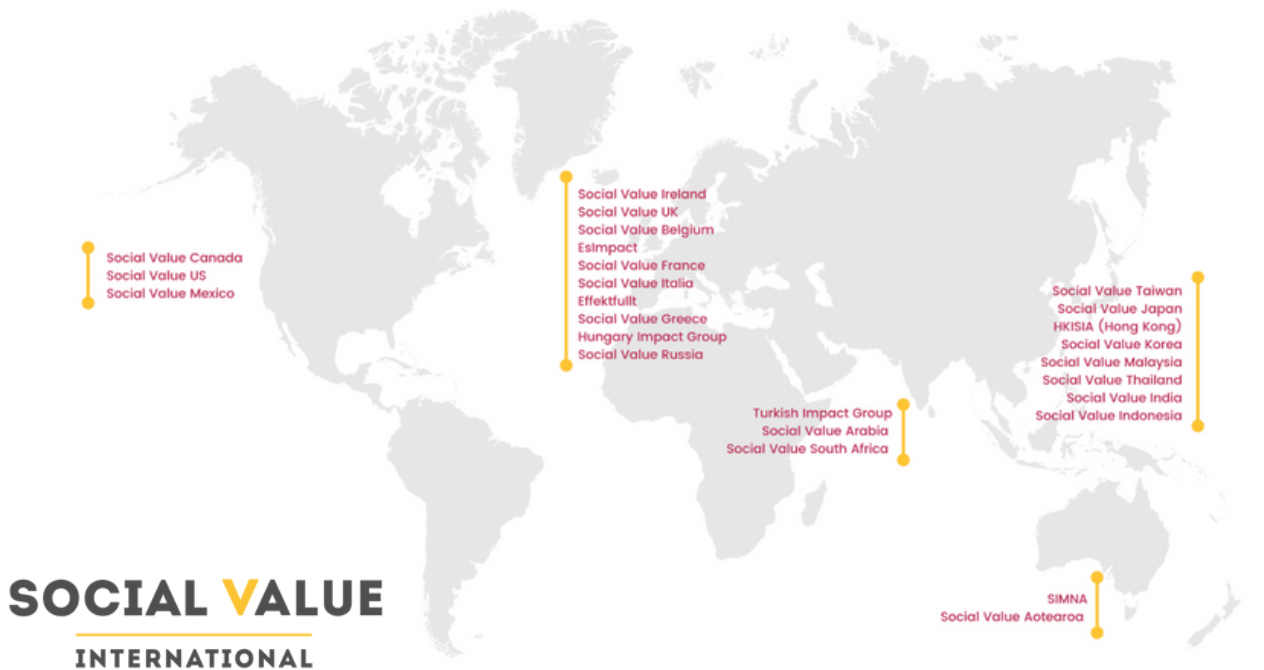 Social Value Canada
Social Value US
Social Value Mexico
Social Value Ireland
Social Value UK
Social Value Belgium
EsImpact
Social Value France
Social Value Italia
Effektfullt
Social Value Greece
Hungary Impact Group
Social Value Russia
Turkish Impact Group
Social Value Arabia
Social Value South Africa
Social Value Taiwan
Social Value Japan
HKISIA (Hong Kong)
Social Value Korea
Social Value Malaysia
Social Value Thailand
Social Value India
Social Value Indonesia
SIMNA
Social Value Aotearoa
SOCIAL VALUE
INTERNATIONAL